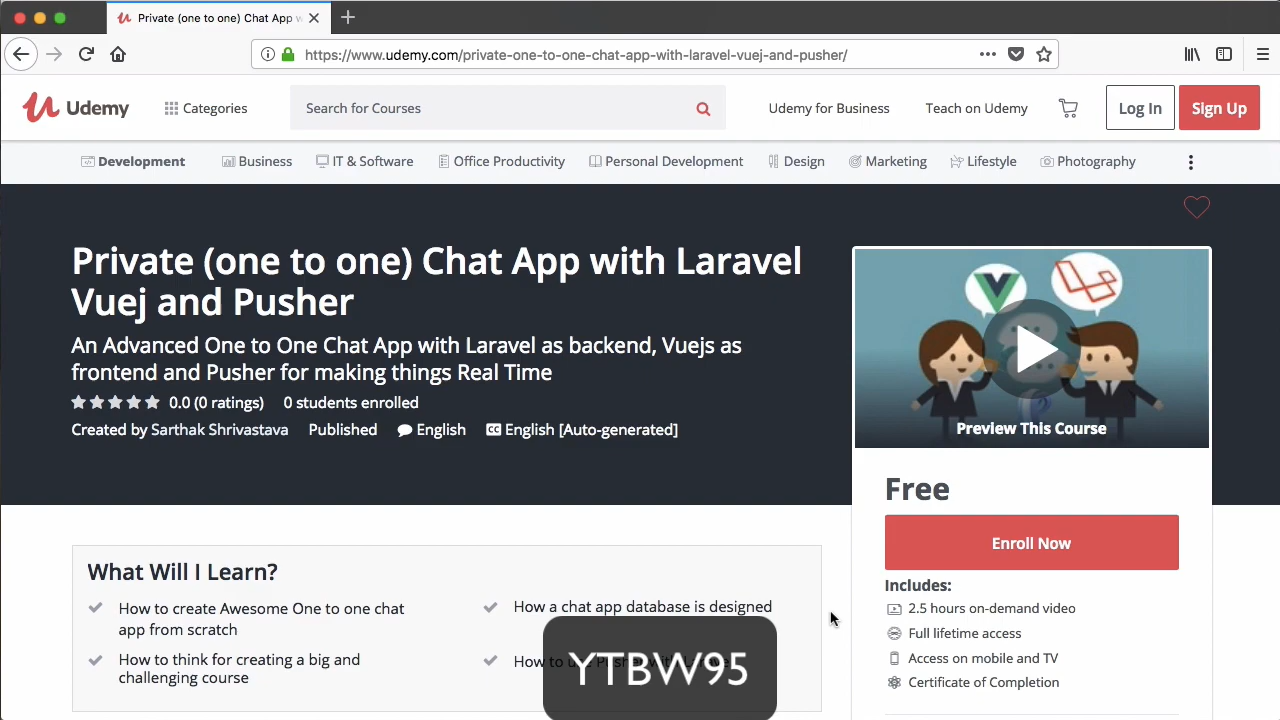 Private (one to one) Chat App w
https://www.udemy.com/private-one-to-one-chat-app-with-laravel-vuej-and-pusher/
Udemy
Categories
Search for Courses
Udemy for Business
Teach on Udemy
Log In
Sign Up
Development
Business
IT & Software
Office Productivity
Personal Development
Design
Marketing
Lifestyle
Photography
Private (one to one) Chat App with Laravel
Vuej and Pusher
An Advanced One to One Chat App with Laravel as backend, Vuejs as
frontend and Pusher for making things Real Time
0.0 (0 ratings) 0 students enrolled
Created by Sarthak Shrivastava Published English CC English [Auto-generated]
Preview This Course
Free
Enroll Now
Includes:
2.5 hours on-demand video
Full lifetime access
Access on mobile and TV
Certificate of Completion
What Will I Learn?
How to create Awesome One to one chat
app from scratch
How to think for creating a big and
challenging course
How a chat app database is designed
How to use Pusher with
YTBW95